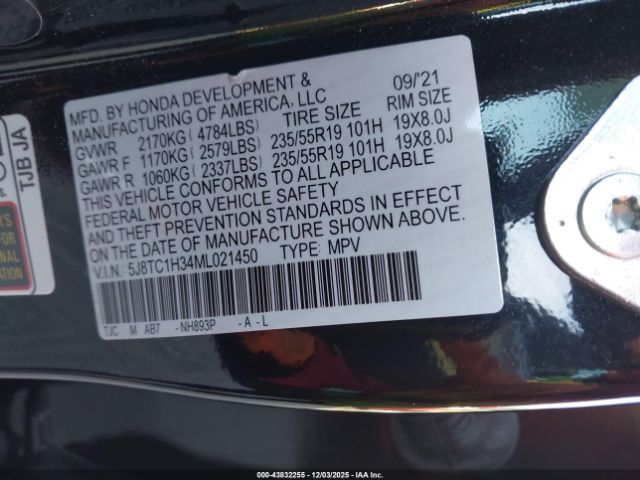 MFD. BY HONDA DEVELOPMENT & 09/'21
MANUFACTURING OF AMERICA, LLC
TIRE SIZE RIM SIZE
GVWR 2170KG ( 4784LBS)
GAWR F 1170KG ( 2579LBS) 235/55R19 101H 19X8.0J
GAWR R 1060KG ( 2337LBS) 235/55R19 101H 19X8.0J
THIS VEHICLE CONFORMS TO ALL APPLICABLE
FEDERAL MOTOR VEHICLE SAFETY
AND THEFT PREVENTION STANDARDS IN EFFECT
ON THE DATE OF MANUFACTURE SHOWN ABOVE.
V.I.N.: 5J8TC1H34ML021450 TYPE: MPV
TJC M AB7 -NH893P - A - L
TJB JA
FOR
ONAL
000-43832255 - 12/03/2025 - IAAI, Inc.